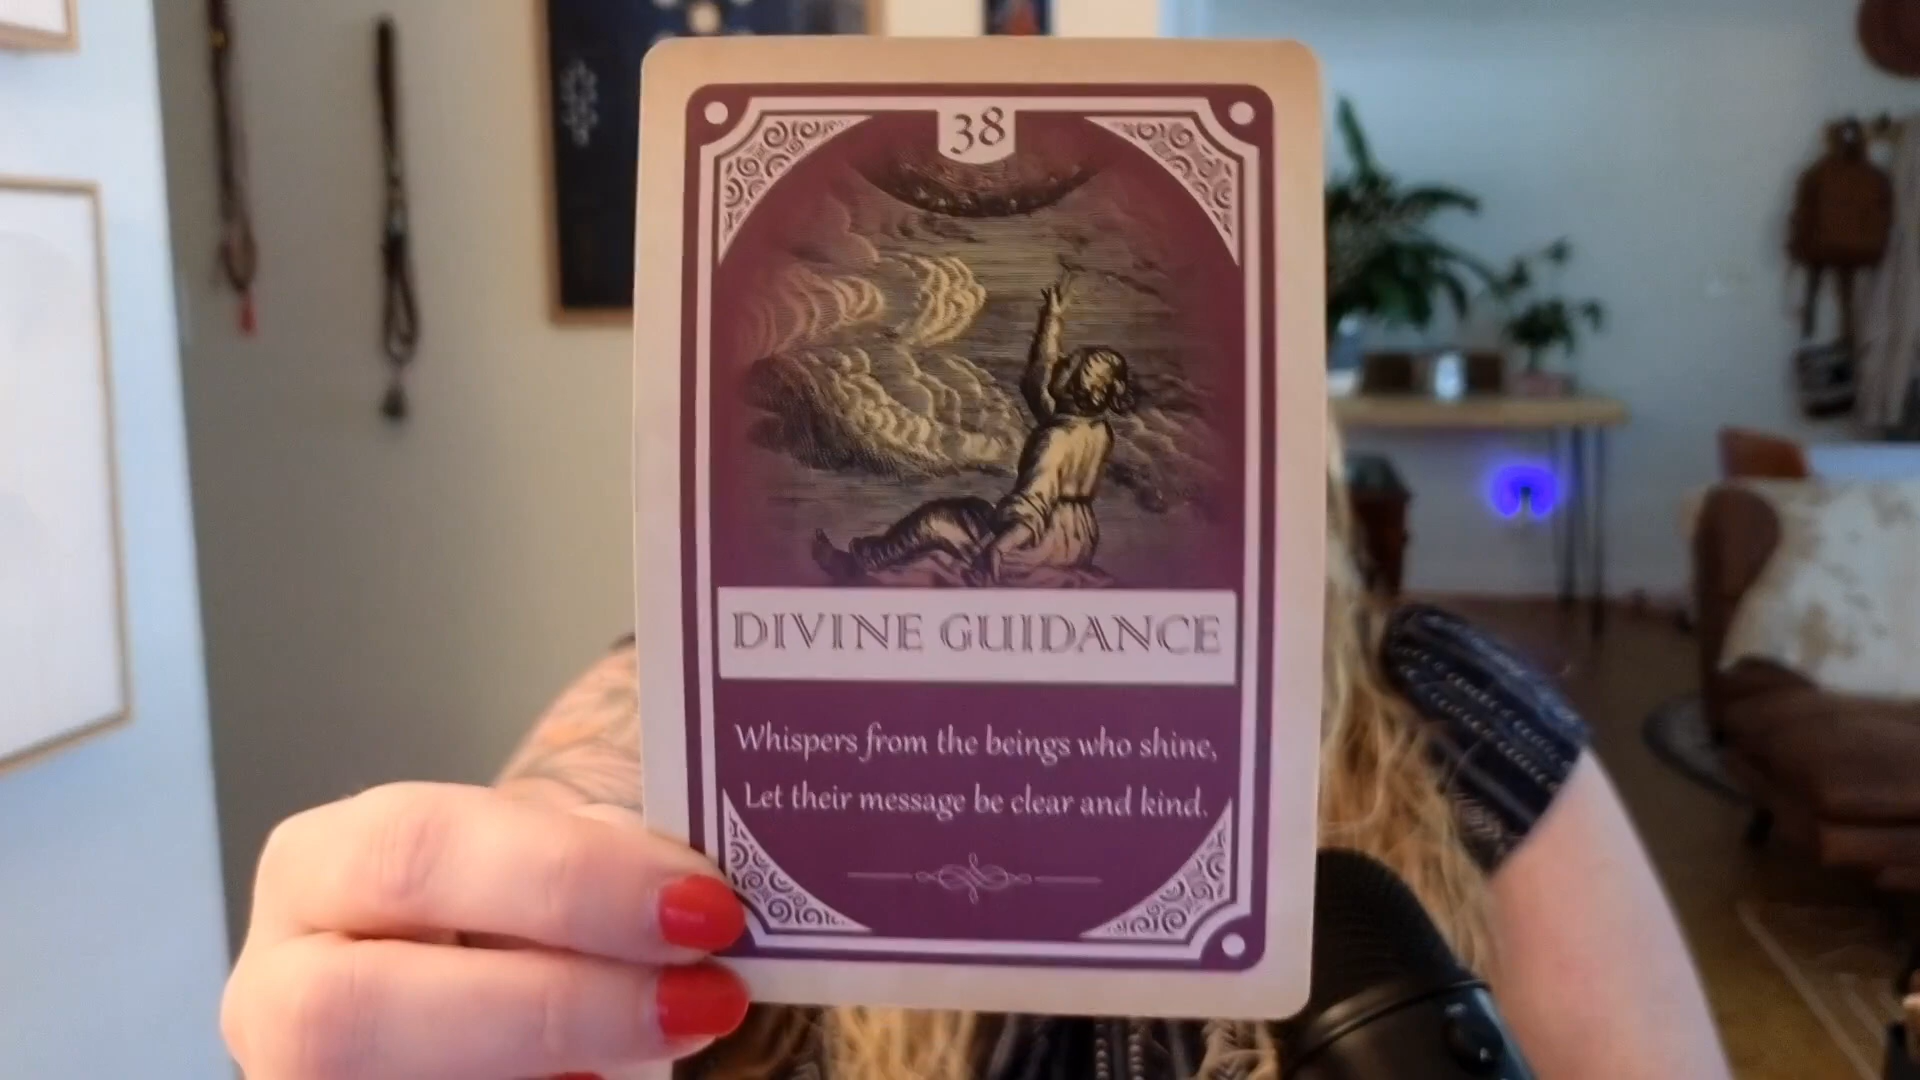 38
DIVINE GUIDANCE
Whispers from the beings who shine,
Let their message be clear and kind.